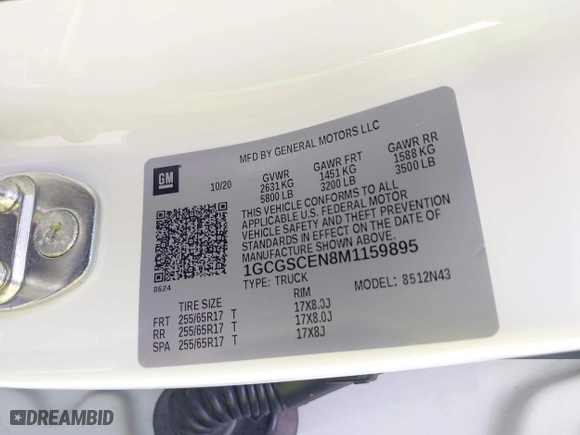 MFD BY GENERAL MOTORS LLC
GM
10/20
GVWR
2631 KG
5800 LB
GAWR FRT
1451 KG
3200 LB
GAWR RR
1588 KG
3500 LB
THIS VEHICLE CONFORMS TO ALL
APPLICABLE U.S. FEDERAL MOTOR
VEHICLE SAFETY AND THEFT PREVENTION
STANDARDS IN EFFECT ON THE DATE OF
MANUFACTURE SHOWN ABOVE.
1GCGSCEN8M1159895
TYPE: TRUCK
MODEL: 8512N43
8624
TIRE SIZE RIM
FRT 255/65R17 T 17X8.0J
RR 255/65R17 T 17X8.0J
SPA 255/65R17 T 17X8J
DREAMBID